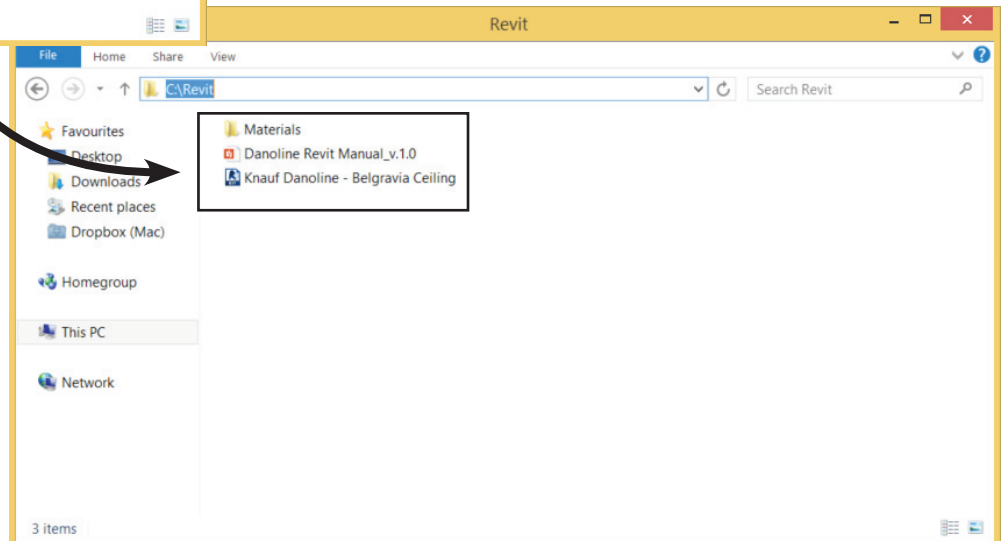 Revit
File Home Share View
C:\Revit
Search Revit
Favourites
Desktop
Downloads
Recent places
Dropbox (Mac)
Homegroup
This PC
Network
Materials
Danoline Revit Manual_v.1.0
Knauf Danoline - Belgravia Ceiling
3 items